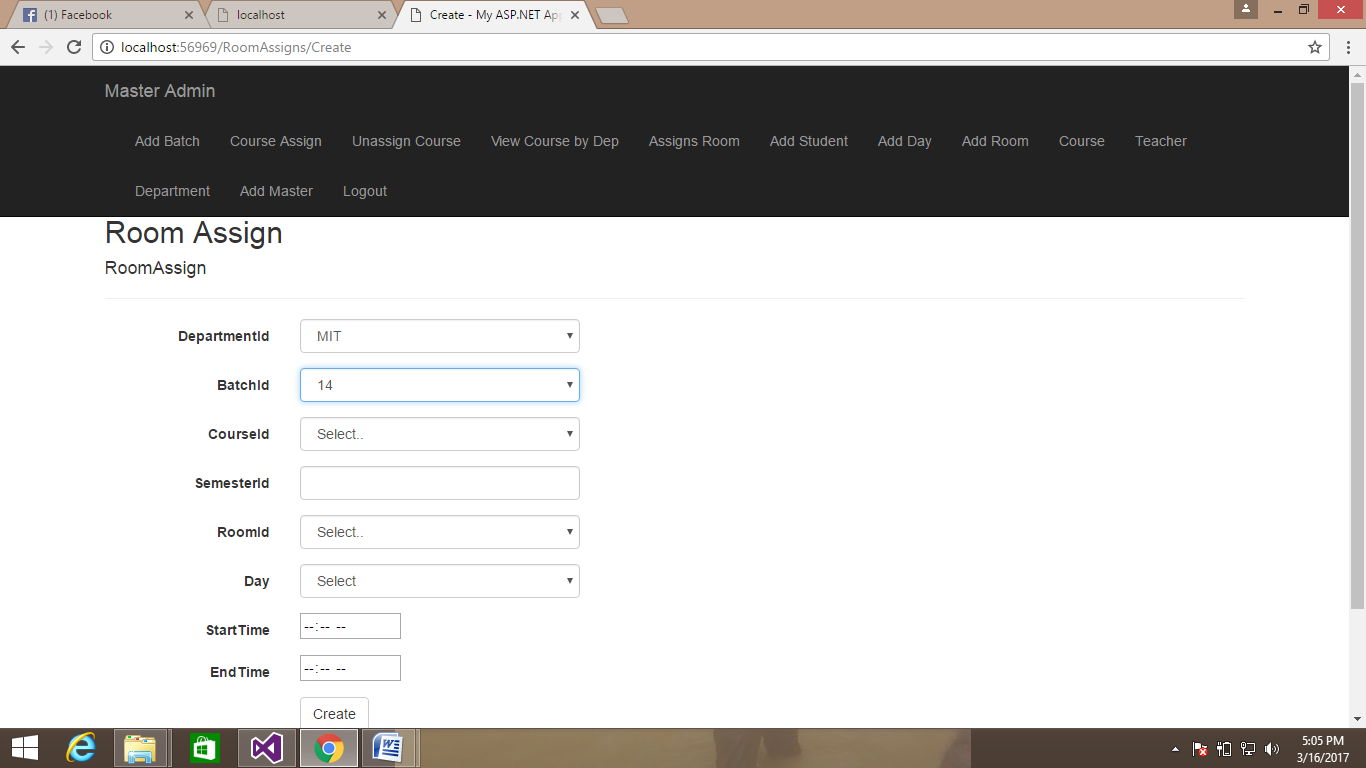 (1) Facebook
localhost
Create - My ASP.NET App
localhost:56969/RoomAssigns/Create
Master Admin
Add Batch Course Assign Unassign Course View Course by Dep Assigns Room Add Student Add Day Add Room Course Teacher
Department Add Master Logout
Room Assign
RoomAssign
DepartmentId MIT
BatchId 14
CourseId Select..
SemesterId
RoomId Select..
Day Select
StartTime --:-- --
EndTime --:-- --
Create
5:05 PM
3/16/2017